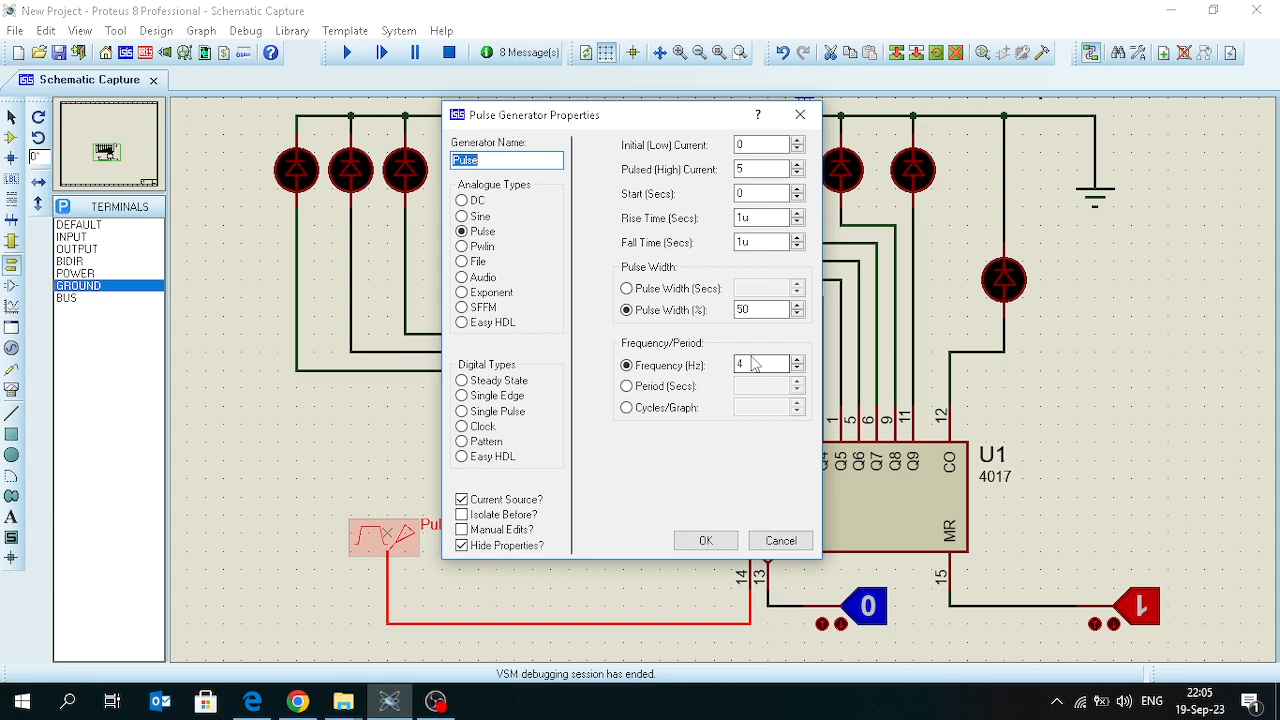 New Project - Proteus 8 Professional - Schematic Capture
File Edit View Tool Design Graph Debug Library Template System Help
8 Message(s)
Schematic Capture
0°
LBL
P TERMINALS
DEFAULT
INPUT
OUTPUT
BIDIR
POWER
GROUND
BUS
A
Pulse Generator Properties
Generator Name:
Pulse
Analogue Types
DC
Sine
Pulse
Pwlin
File
Audio
Exponent
SFFM
Easy HDL
Digital Types
Steady State
Single Edge
Single Pulse
Clock
Pattern
Easy HDL
Current Source?
Isolate Before?
Manual Edits?
Hide Properties?
Initial (Low) Current: 0
Pulsed (High) Current: 5
Start (Secs): 0
Rise Time (Secs): 1u
Fall Time (Secs): 1u
Pulse Width:
Pulse Width (Secs):
Pulse Width (%): 50
Frequency/Period:
Frequency (Hz): 4
Period (Secs):
Cycles/Graph:
OK Cancel
Pul
1 5 6 9 11 12
Q4 Q5 Q6 Q7 Q8 Q9 CO
U1
4017
MR
14 13 15
0 1
VSM debugging session has ended.
ENG
22:05
19-Sep-23
1